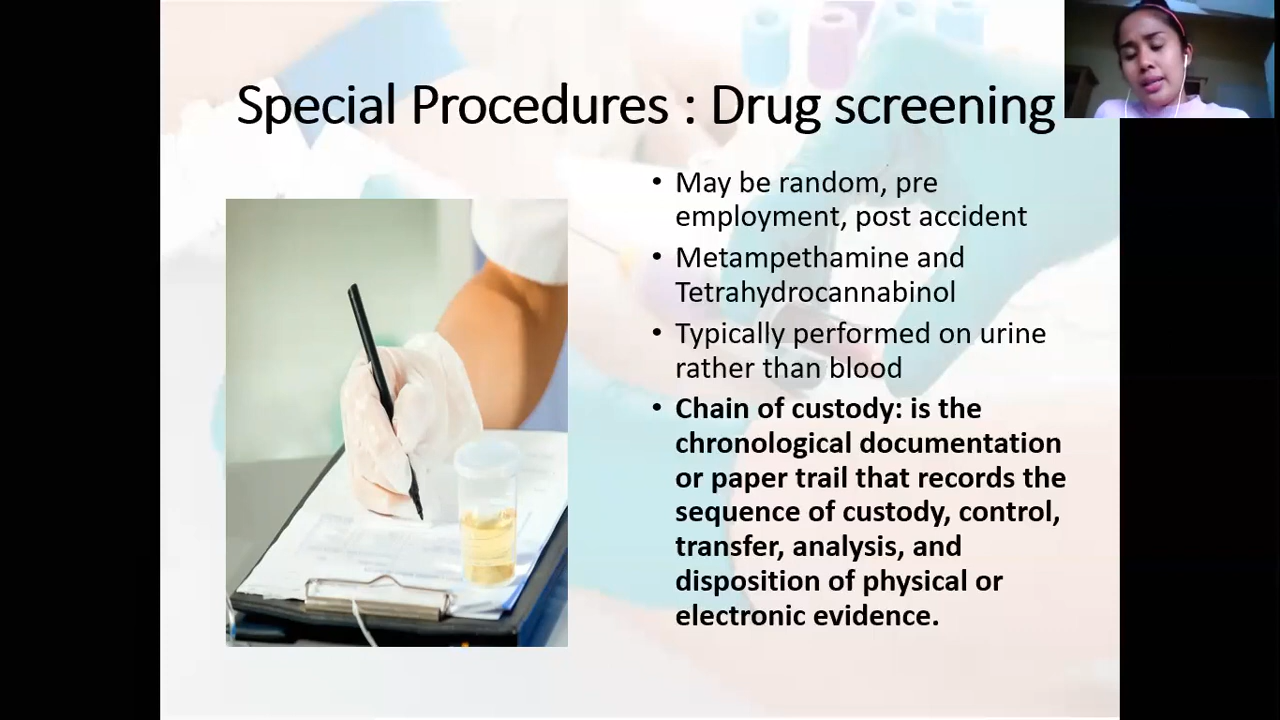 Special Procedures : Drug screening
• May be random, pre
employment, post accident
• Metampethamine and
Tetrahydrocannabinol
• Typically performed on urine
rather than blood
• Chain of custody: is the
chronological documentation
or paper trail that records the
sequence of custody, control,
transfer, analysis, and
disposition of physical or
electronic evidence.